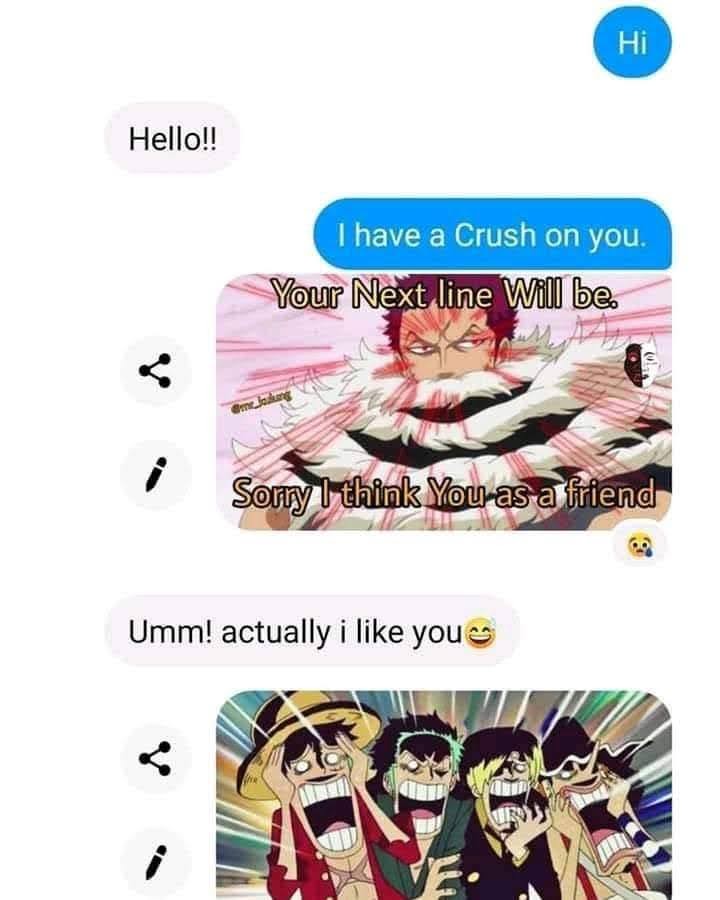 Hi
Hello!!
I have a Crush on you.
Your Next line Will be.
Sorry I think You as a friend
Umm! actually i like you😅